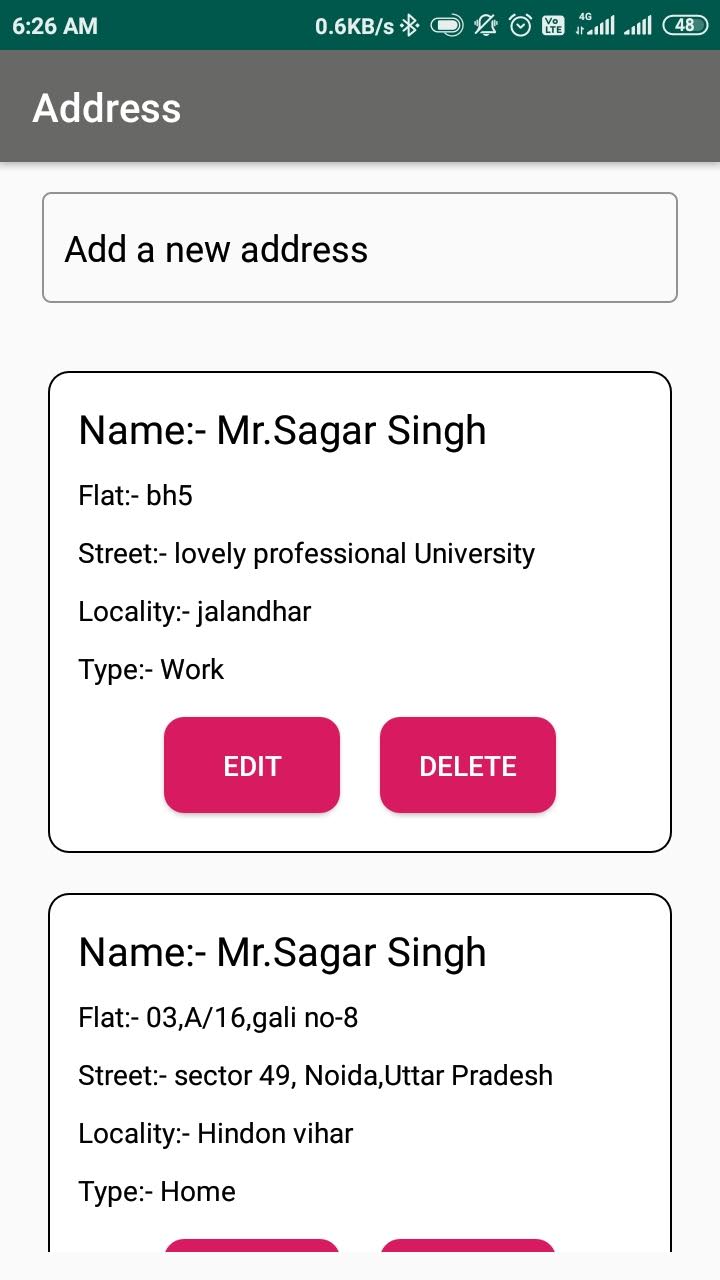 6:26 AM 0.6KB/s Vo LTE 4G 48
Address
Add a new address
Name:- Mr.Sagar Singh
Flat:- bh5
Street:- lovely professional University
Locality:- jalandhar
Type:- Work
EDIT DELETE
Name:- Mr.Sagar Singh
Flat:- 03,A/16,gali no-8
Street:- sector 49, Noida,Uttar Pradesh
Locality:- Hindon vihar
Type:- Home